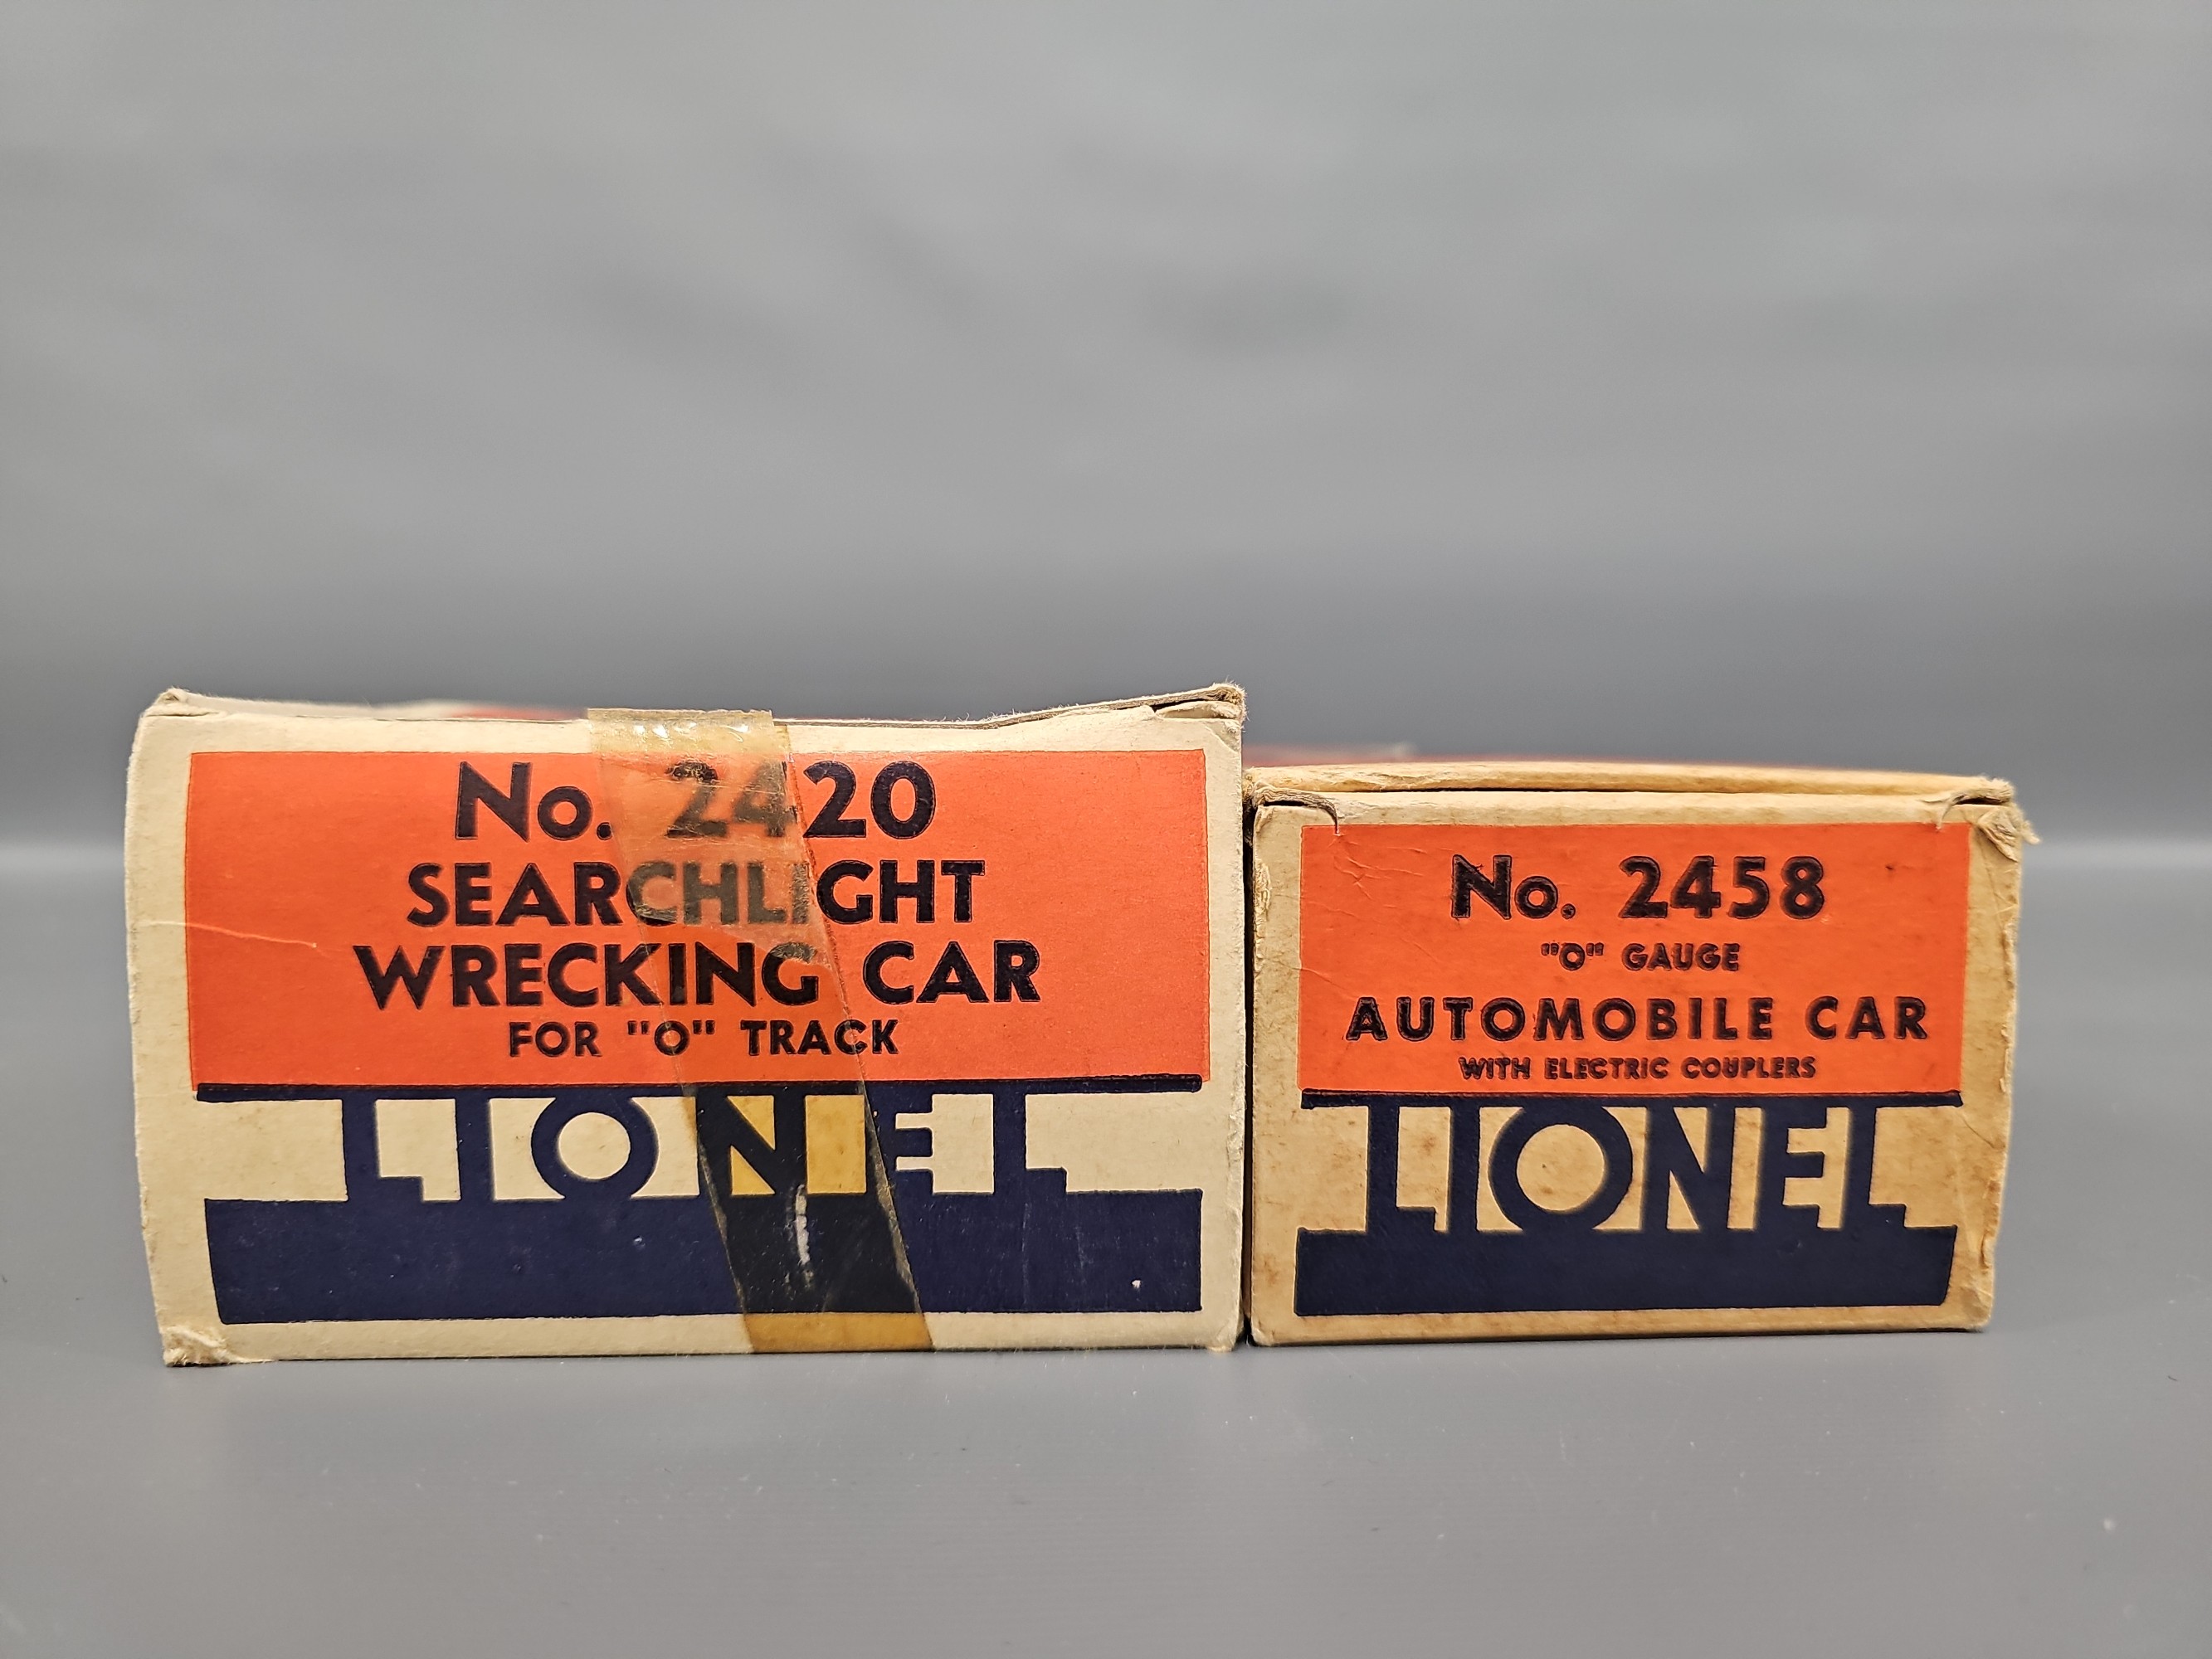 No. 2420
SEARCHLIGHT
WRECKING CAR
FOR "O" TRACK
LIONEL
No. 2458
"O" GAUGE
AUTOMOBILE CAR
WITH ELECTRIC COUPLERS
LIONEL